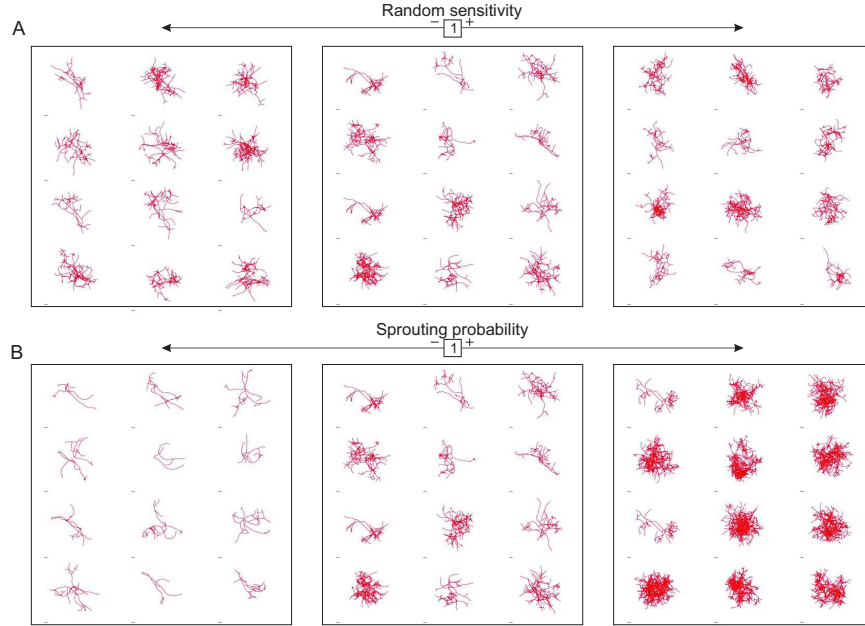 A
Random sensitivity
− 1 +
B
Sprouting probability
− 1 +